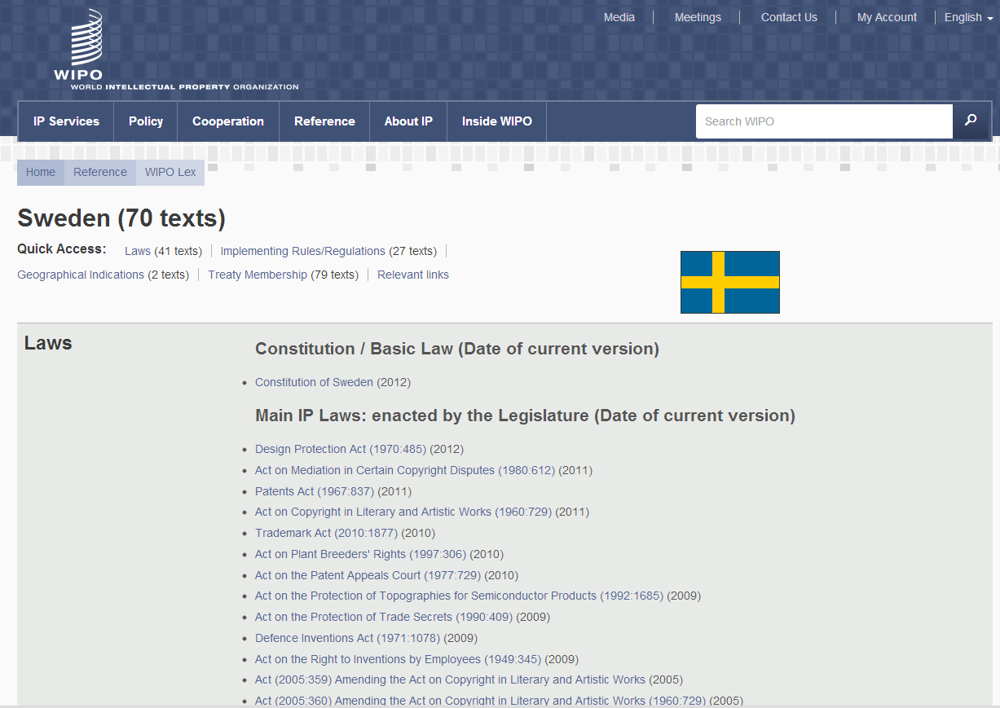 Media
Meetings
Contact Us
My Account
English
WIPO
WORLD INTELLECTUAL PROPERTY ORGANIZATION
IP Services
Policy
Cooperation
Reference
About IP
Inside WIPO
Search WIPO
Home
Reference
WIPO Lex
Sweden (70 texts)
Quick Access: Laws (41 texts) Implementing Rules/Regulations (27 texts)
Geographical Indications (2 texts) Treaty Membership (79 texts) Relevant links
Laws
Constitution / Basic Law (Date of current version)
Constitution of Sweden (2012)
Main IP Laws: enacted by the Legislature (Date of current version)
Design Protection Act (1970:485) (2012)
Act on Mediation in Certain Copyright Disputes (1980:612) (2011)
Patents Act (1967:837) (2011)
Act on Copyright in Literary and Artistic Works (1960:729) (2011)
Trademark Act (2010:1877) (2010)
Act on Plant Breeders' Rights (1997:306) (2010)
Act on the Patent Appeals Court (1977:729) (2010)
Act on the Protection of Topographies for Semiconductor Products (1992:1685) (2009)
Act on the Protection of Trade Secrets (1990:409) (2009)
Defence Inventions Act (1971:1078) (2009)
Act on the Right to Inventions by Employees (1949:345) (2009)
Act (2005:359) Amending the Act on Copyright in Literary and Artistic Works (2005)
Act (2005:360) Amending the Act on Copyright in Literary and Artistic Works (1960:729) (2005)